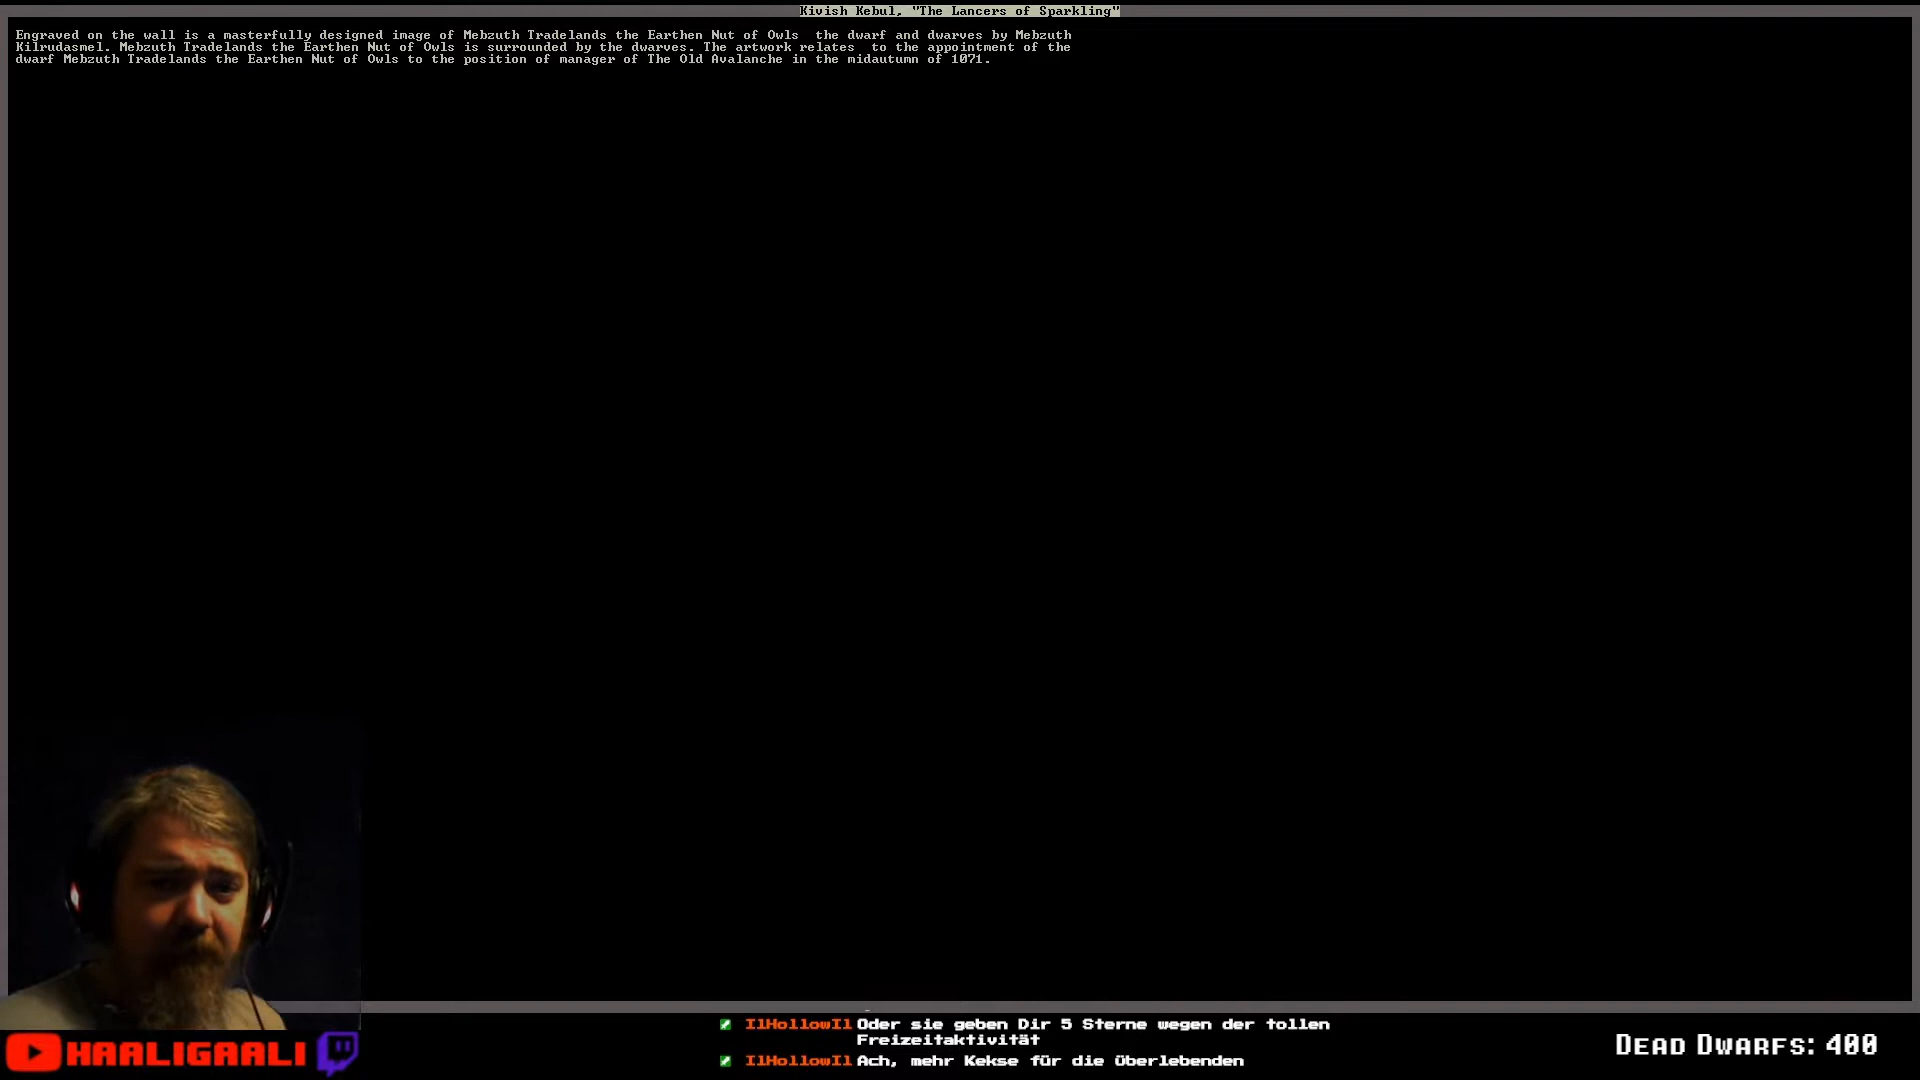 Kivish Kebul, "The Lancers of Sparkling"
Engraved on the wall is a masterfully designed image of Mebzuth Tradelands the Earthen Nut of Owls  the dwarf and dwarves by Mebzuth
Kilrudasmel. Mebzuth Tradelands the Earthen Nut of Owls is surrounded by the dwarves. The artwork relates  to the appointment of the
dwarf Mebzuth Tradelands the Earthen Nut of Owls to the position of manager of The Old Avalanche in the midautumn of 1071.
IlHollowIl Oder sie geben Dir 5 Sterne wegen der tollen
Freizeitaktivität
IlHollowIl Ach, mehr Kekse für die überlebenden
HAALIGAALI
Dead Dwarfs: 400